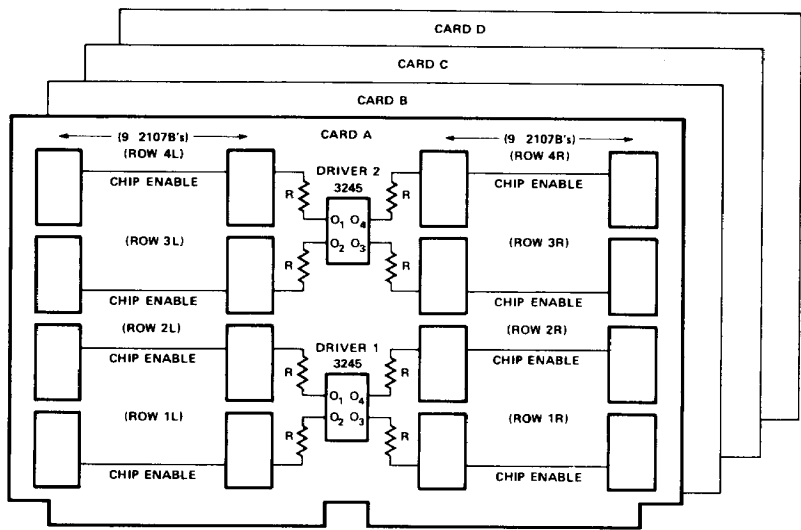 CARD D
CARD C
CARD B
CARD A
(9 2107B's)
(9 2107B's)
(ROW 4L)
(ROW 4R)
DRIVER 2
3245
R
R
CHIP ENABLE
CHIP ENABLE
O1 O4
O2 O3
(ROW 3L)
(ROW 3R)
R
R
CHIP ENABLE
CHIP ENABLE
(ROW 2L)
(ROW 2R)
DRIVER 1
3245
CHIP ENABLE
CHIP ENABLE
R
R
O1 O4
O2 O3
(ROW 1L)
(ROW 1R)
R
R
CHIP ENABLE
CHIP ENABLE